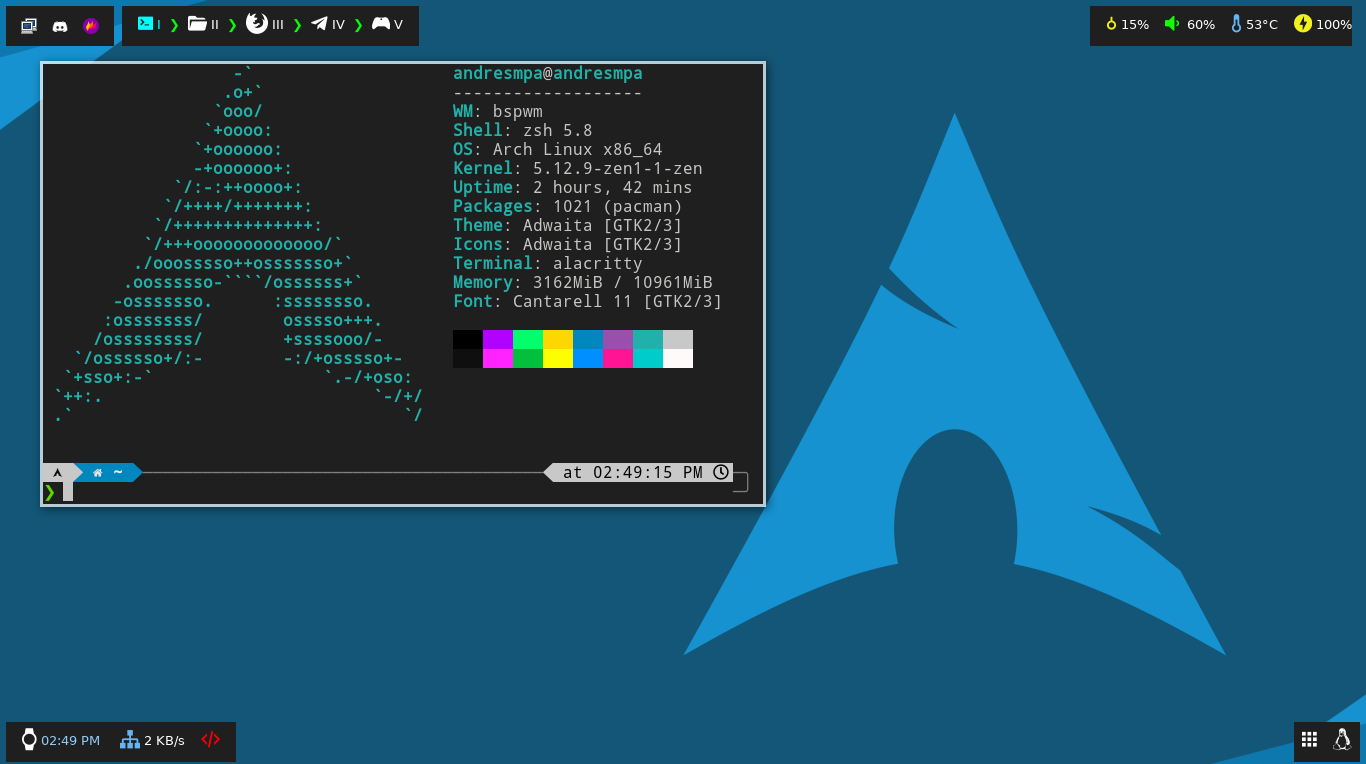 I ❯ II ❯ III ❯ IV ❯ V
15% 60% 53°C 100%
-`
.o+`
`ooo/
`+oooo:
`+oooooo:
-+oooooo+:
`/:-:++oooo+:
`/++++/+++++++:
`/++++++++++++++:
`/+++ooooooooooooo/`
./ooosssso++osssssso+`
.oossssso-````/ossssss+`
-osssssso.      :ssssssso.
:osssssss/        osssso+++.
/ossssssss/        +ssssooo/-
`/ossssso+/:-        -:/+osssso+-
`+sso+:-`                 `.-/+oso:
`++:.                           `-/+/
.`                                 `/
andresmpa@andresmpa
-------------------
WM: bspwm
Shell: zsh 5.8
OS: Arch Linux x86_64
Kernel: 5.12.9-zen1-1-zen
Uptime: 2 hours, 42 mins
Packages: 1021 (pacman)
Theme: Adwaita [GTK2/3]
Icons: Adwaita [GTK2/3]
Terminal: alacritty
Memory: 3162MiB / 10961MiB
Font: Cantarell 11 [GTK2/3]
~ at 02:49:15 PM
❯
02:49 PM 2 KB/s </>